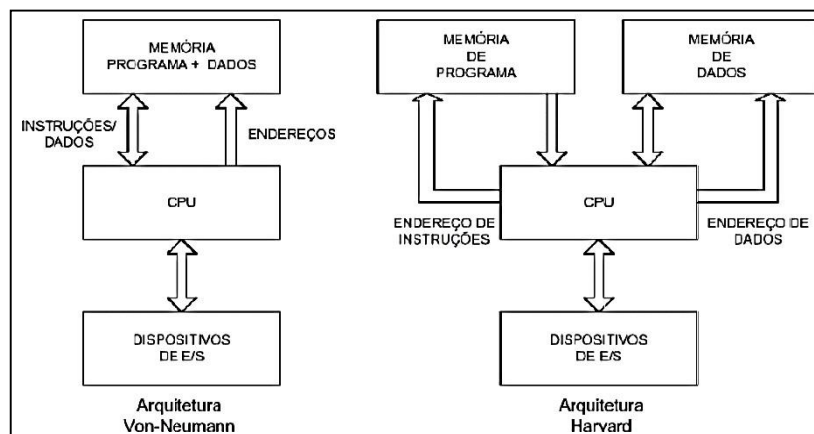 MEMÓRIA
PROGRAMA + DADOS
INSTRUÇÕES/
DADOS
ENDEREÇOS
CPU
DISPOSITIVOS
DE E/S
Arquitetura
Von-Neumann
MEMÓRIA
DE
PROGRAMA
MEMÓRIA
DE
DADOS
CPU
ENDEREÇO DE
INSTRUÇÕES
ENDEREÇO DE
DADOS
DISPOSITIVOS
DE E/S
Arquitetura
Harvard